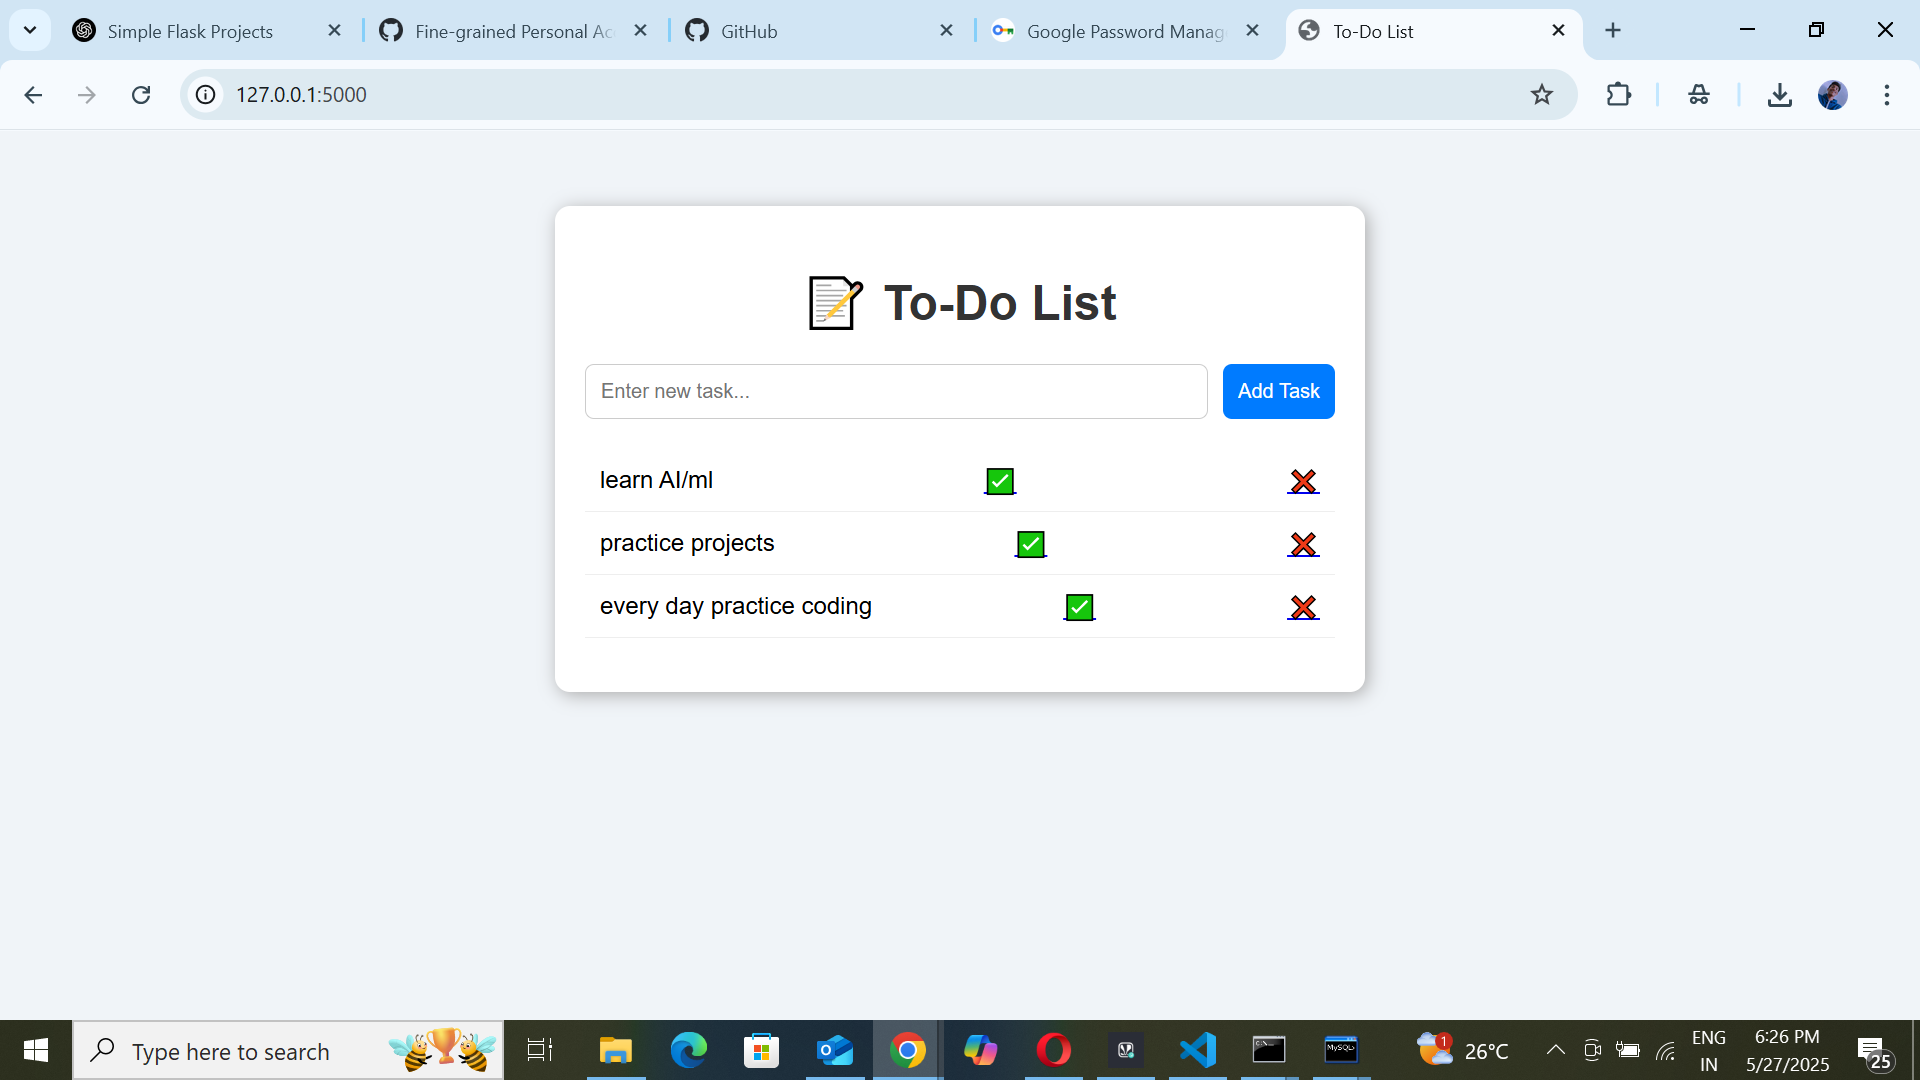 Simple Flask Projects
Fine-grained Personal Ac
GitHub
Google Password Manag
To-Do List
127.0.0.1:5000
📝 To-Do List
Enter new task...
Add Task
learn AI/ml ✅ ❌
practice projects ✅ ❌
every day practice coding ✅ ❌
Type here to search
MySQL
1
26°C
ENG
IN
6:26 PM
5/27/2025
25